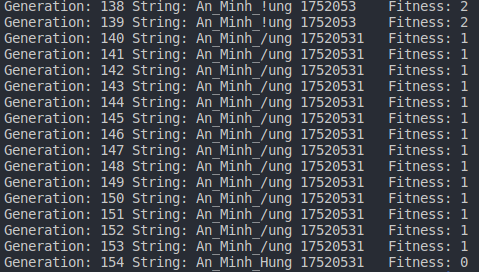 Generation: 138 String: An_Minh_!ung 1752053    Fitness: 2
Generation: 139 String: An_Minh_!ung 1752053    Fitness: 2
Generation: 140 String: An_Minh_/ung 17520531   Fitness: 1
Generation: 141 String: An_Minh_/ung 17520531   Fitness: 1
Generation: 142 String: An_Minh_/ung 17520531   Fitness: 1
Generation: 143 String: An_Minh_/ung 17520531   Fitness: 1
Generation: 144 String: An_Minh_/ung 17520531   Fitness: 1
Generation: 145 String: An_Minh_/ung 17520531   Fitness: 1
Generation: 146 String: An_Minh_/ung 17520531   Fitness: 1
Generation: 147 String: An_Minh_/ung 17520531   Fitness: 1
Generation: 148 String: An_Minh_/ung 17520531   Fitness: 1
Generation: 149 String: An_Minh_/ung 17520531   Fitness: 1
Generation: 150 String: An_Minh_/ung 17520531   Fitness: 1
Generation: 151 String: An_Minh_/ung 17520531   Fitness: 1
Generation: 152 String: An_Minh_/ung 17520531   Fitness: 1
Generation: 153 String: An_Minh_/ung 17520531   Fitness: 1
Generation: 154 String: An_Minh_Hung 17520531   Fitness: 0